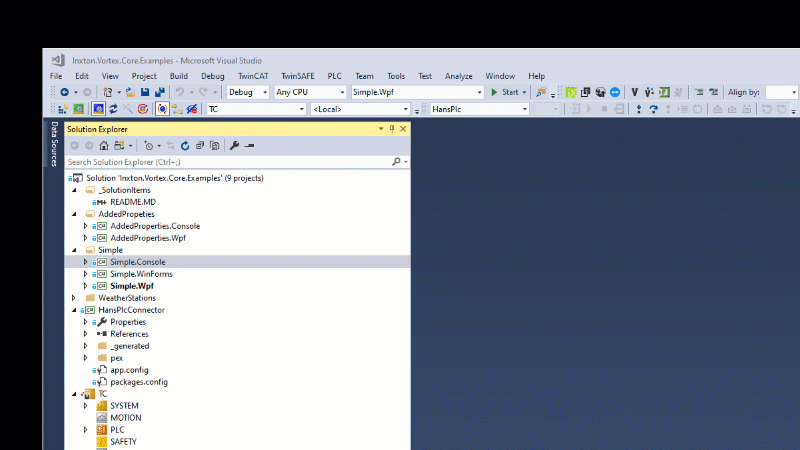 Inxton.Vortex.Core.Examples - Microsoft Visual Studio
File Edit View Project Build Debug TwinCAT TwinSAFE PLC Team Tools Test Analyze Window Help
Debug Any CPU Simple.Wpf Start Align by:
TC <Local> HansPlc
Data Sources
Solution Explorer
Search Solution Explorer (Ctrl+;)
Solution 'Inxton.Vortex.Core.Examples' (9 projects)
_SolutionItems
README.MD
AddedPropeties
AddedProperties.Console
AddedProperties.Wpf
Simple
Simple.Console
Simple.WinForms
Simple.Wpf
WeatherStations
HansPlcConnector
Properties
References
_generated
pex
app.config
packages.config
TC
SYSTEM
MOTION
PLC
SAFETY